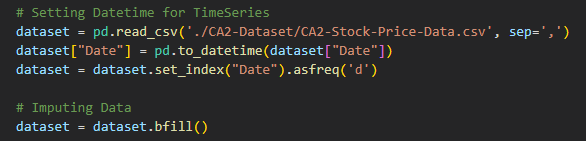 # Setting Datetime for TimeSeries
dataset = pd.read_csv('./CA2-Dataset/CA2-Stock-Price-Data.csv', sep=',')
dataset["Date"] = pd.to_datetime(dataset["Date"])
dataset = dataset.set_index("Date").asfreq('d')
# Imputing Data
dataset = dataset.bfill()